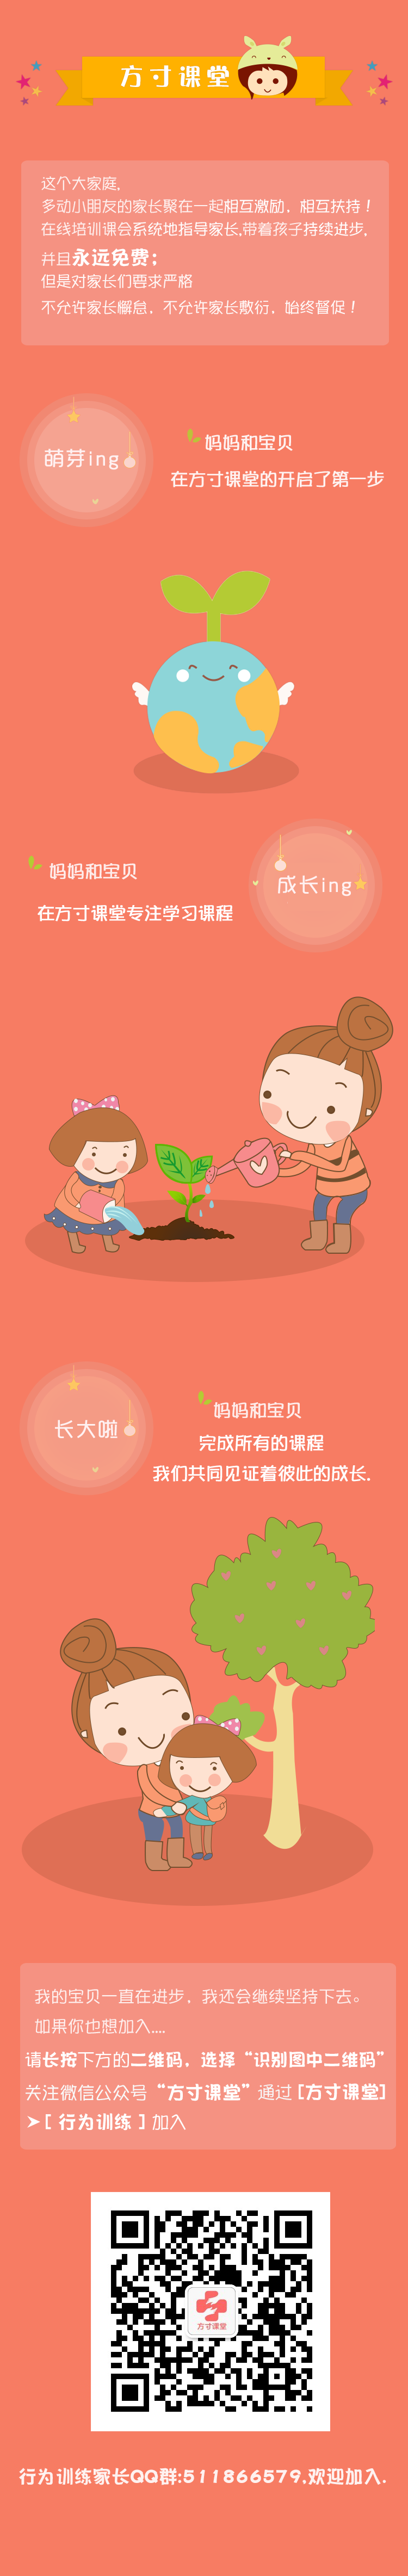 方寸课堂
这个大家庭,
多动小朋友的家长聚在一起相互激励，相互扶持！
在线培训课会系统地指导家长,带着孩子持续进步,
并且永远免费；
但是对家长们要求严格
不允许家长懈怠，不允许家长敷衍，始终督促！
萌芽ing
妈妈和宝贝
在方寸课堂的开启了第一步
妈妈和宝贝
在方寸课堂专注学习课程
成长ing
长大啦
妈妈和宝贝
完成所有的课程
我们共同见证着彼此的成长.
我的宝贝一直在进步，我还会继续坚持下去。
如果你也想加入....
请长按下方的二维码，选择“识别图中二维码”
关注微信公众号“方寸课堂”通过 [方寸课堂]
➤[ 行为训练 ] 加入
方寸课堂
行为训练家长QQ群:511866579,欢迎加入.